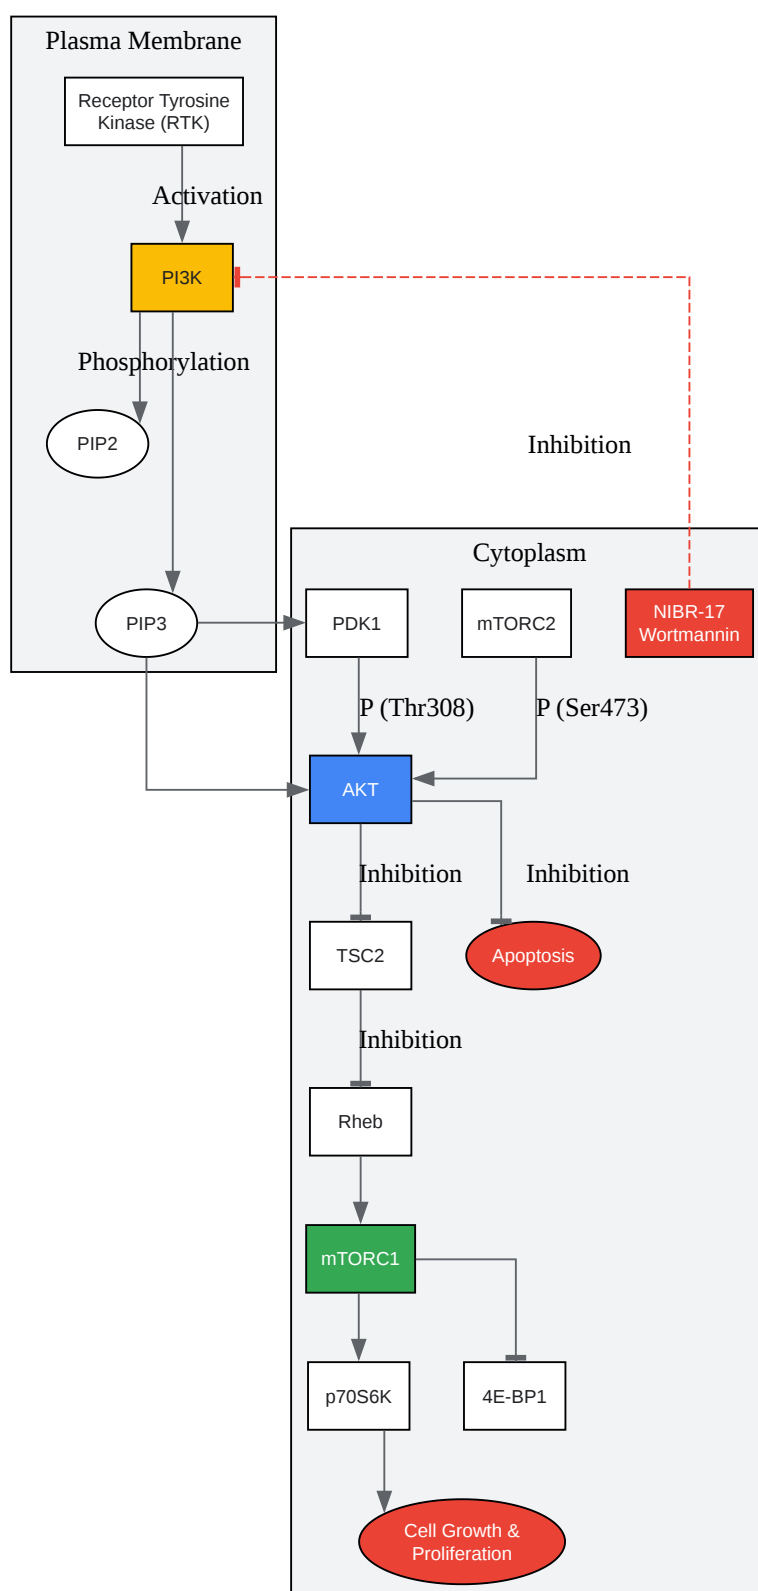 Plasma Membrane
Receptor Tyrosine
Kinase (RTK)
Activation
PI3K
Phosphorylation
PIP2
Inhibition
Cytoplasm
PIP3
PDK1
mTORC2
NIBR-17
Wortmannin
P (Thr308)
P (Ser473)
AKT
Inhibition
Inhibition
TSC2
Apoptosis
Inhibition
Rheb
mTORC1
p70S6K
4E-BP1
Cell Growth &
Proliferation